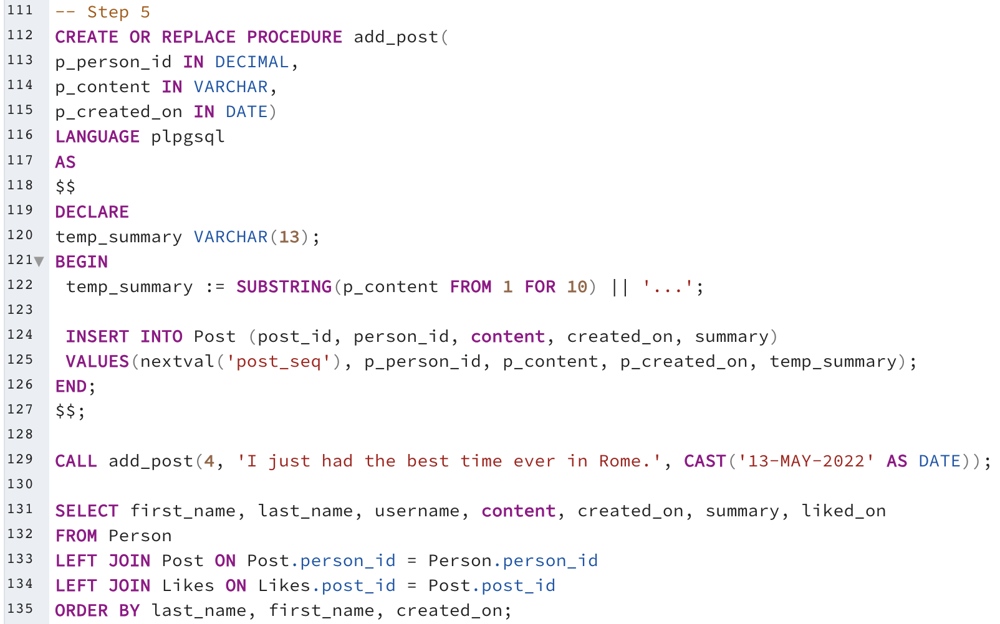 111 -- Step 5
112 CREATE OR REPLACE PROCEDURE add_post(
113 p_person_id IN DECIMAL,
114 p_content IN VARCHAR,
115 p_created_on IN DATE)
116 LANGUAGE plpgsql
117 AS
118 $$
119 DECLARE
120 temp_summary VARCHAR(13);
121 BEGIN
122  temp_summary := SUBSTRING(p_content FROM 1 FOR 10) || '...';
123
124  INSERT INTO Post (post_id, person_id, content, created_on, summary)
125  VALUES(nextval('post_seq'), p_person_id, p_content, p_created_on, temp_summary);
126 END;
127 $$;
128
129 CALL add_post(4, 'I just had the best time ever in Rome.', CAST('13-MAY-2022' AS DATE));
130
131 SELECT first_name, last_name, username, content, created_on, summary, liked_on
132 FROM Person
133 LEFT JOIN Post ON Post.person_id = Person.person_id
134 LEFT JOIN Likes ON Likes.post_id = Post.post_id
135 ORDER BY last_name, first_name, created_on;